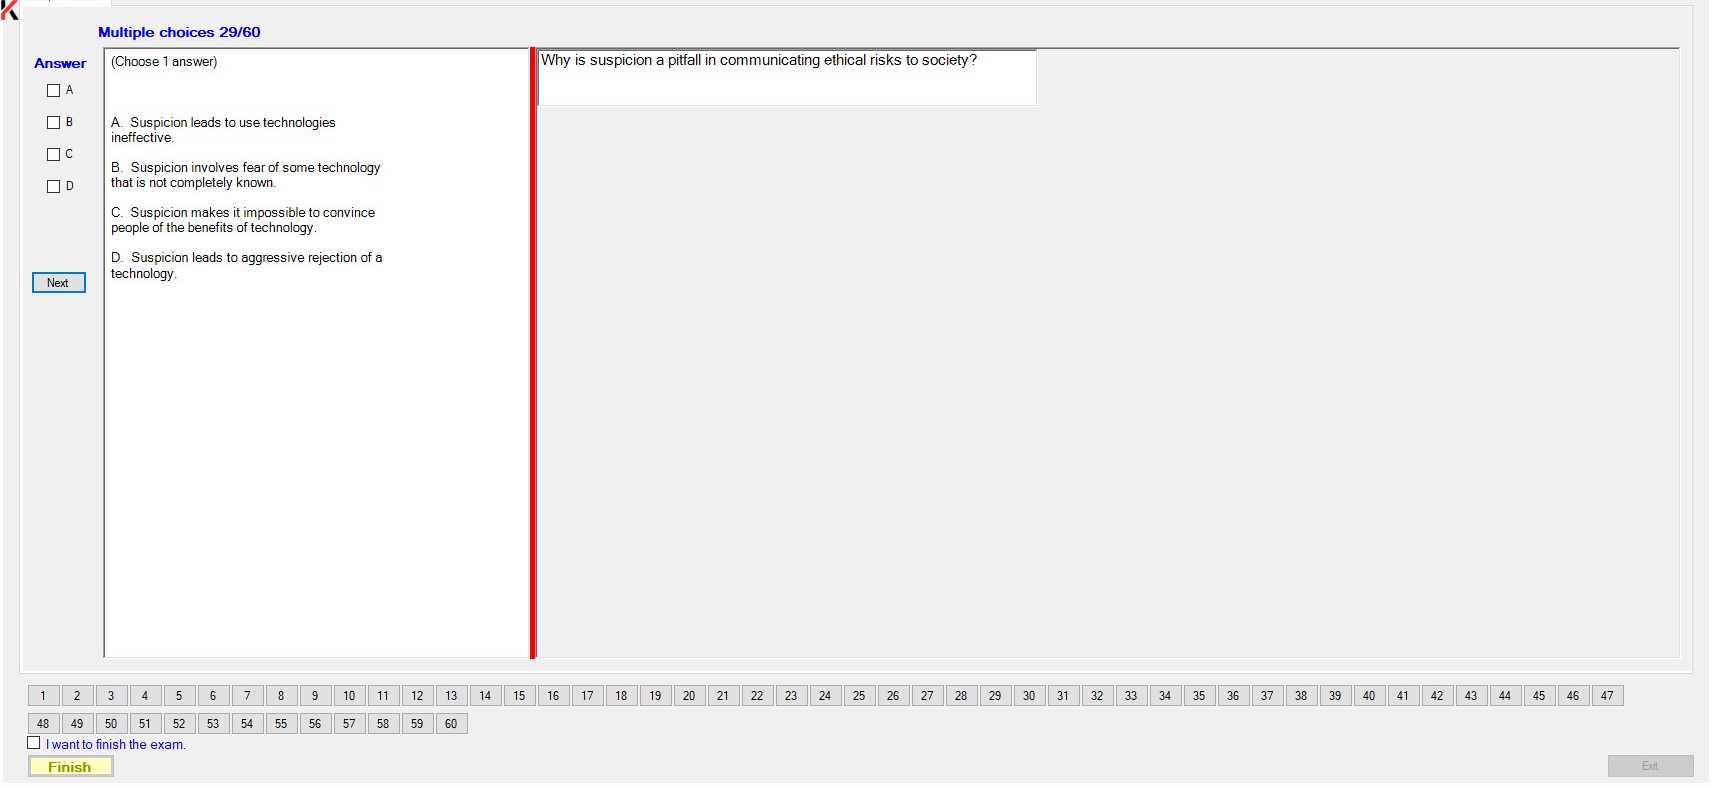 Multiple choices 29/60
Answer
A
B
C
D
Next
(Choose 1 answer)
A. Suspicion leads to use technologies
ineffective.
B. Suspicion involves fear of some technology
that is not completely known.
C. Suspicion makes it impossible to convince
people of the benefits of technology.
D. Suspicion leads to aggressive rejection of a
technology.
Why is suspicion a pitfall in communicating ethical risks to society?
1 2 3 4 5 6 7 8 9 10 11 12 13 14 15 16 17 18 19 20 21 22 23 24 25 26 27 28 29 30 31 32 33 34 35 36 37 38 39 40 41 42 43 44 45 46 47
48 49 50 51 52 53 54 55 56 57 58 59 60
I want to finish the exam.
Finish
Exit